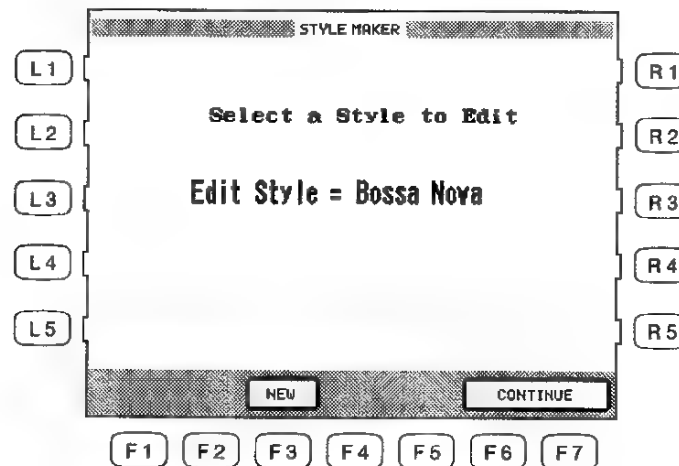 STYLE MAKER
L1
R1
Select a Style to Edit
L2
R2
Edit Style = Bossa Nova
L3
R3
L4
R4
L5
R5
NEW CONTINUE
F1 F2 F3 F4 F5 F6 F7